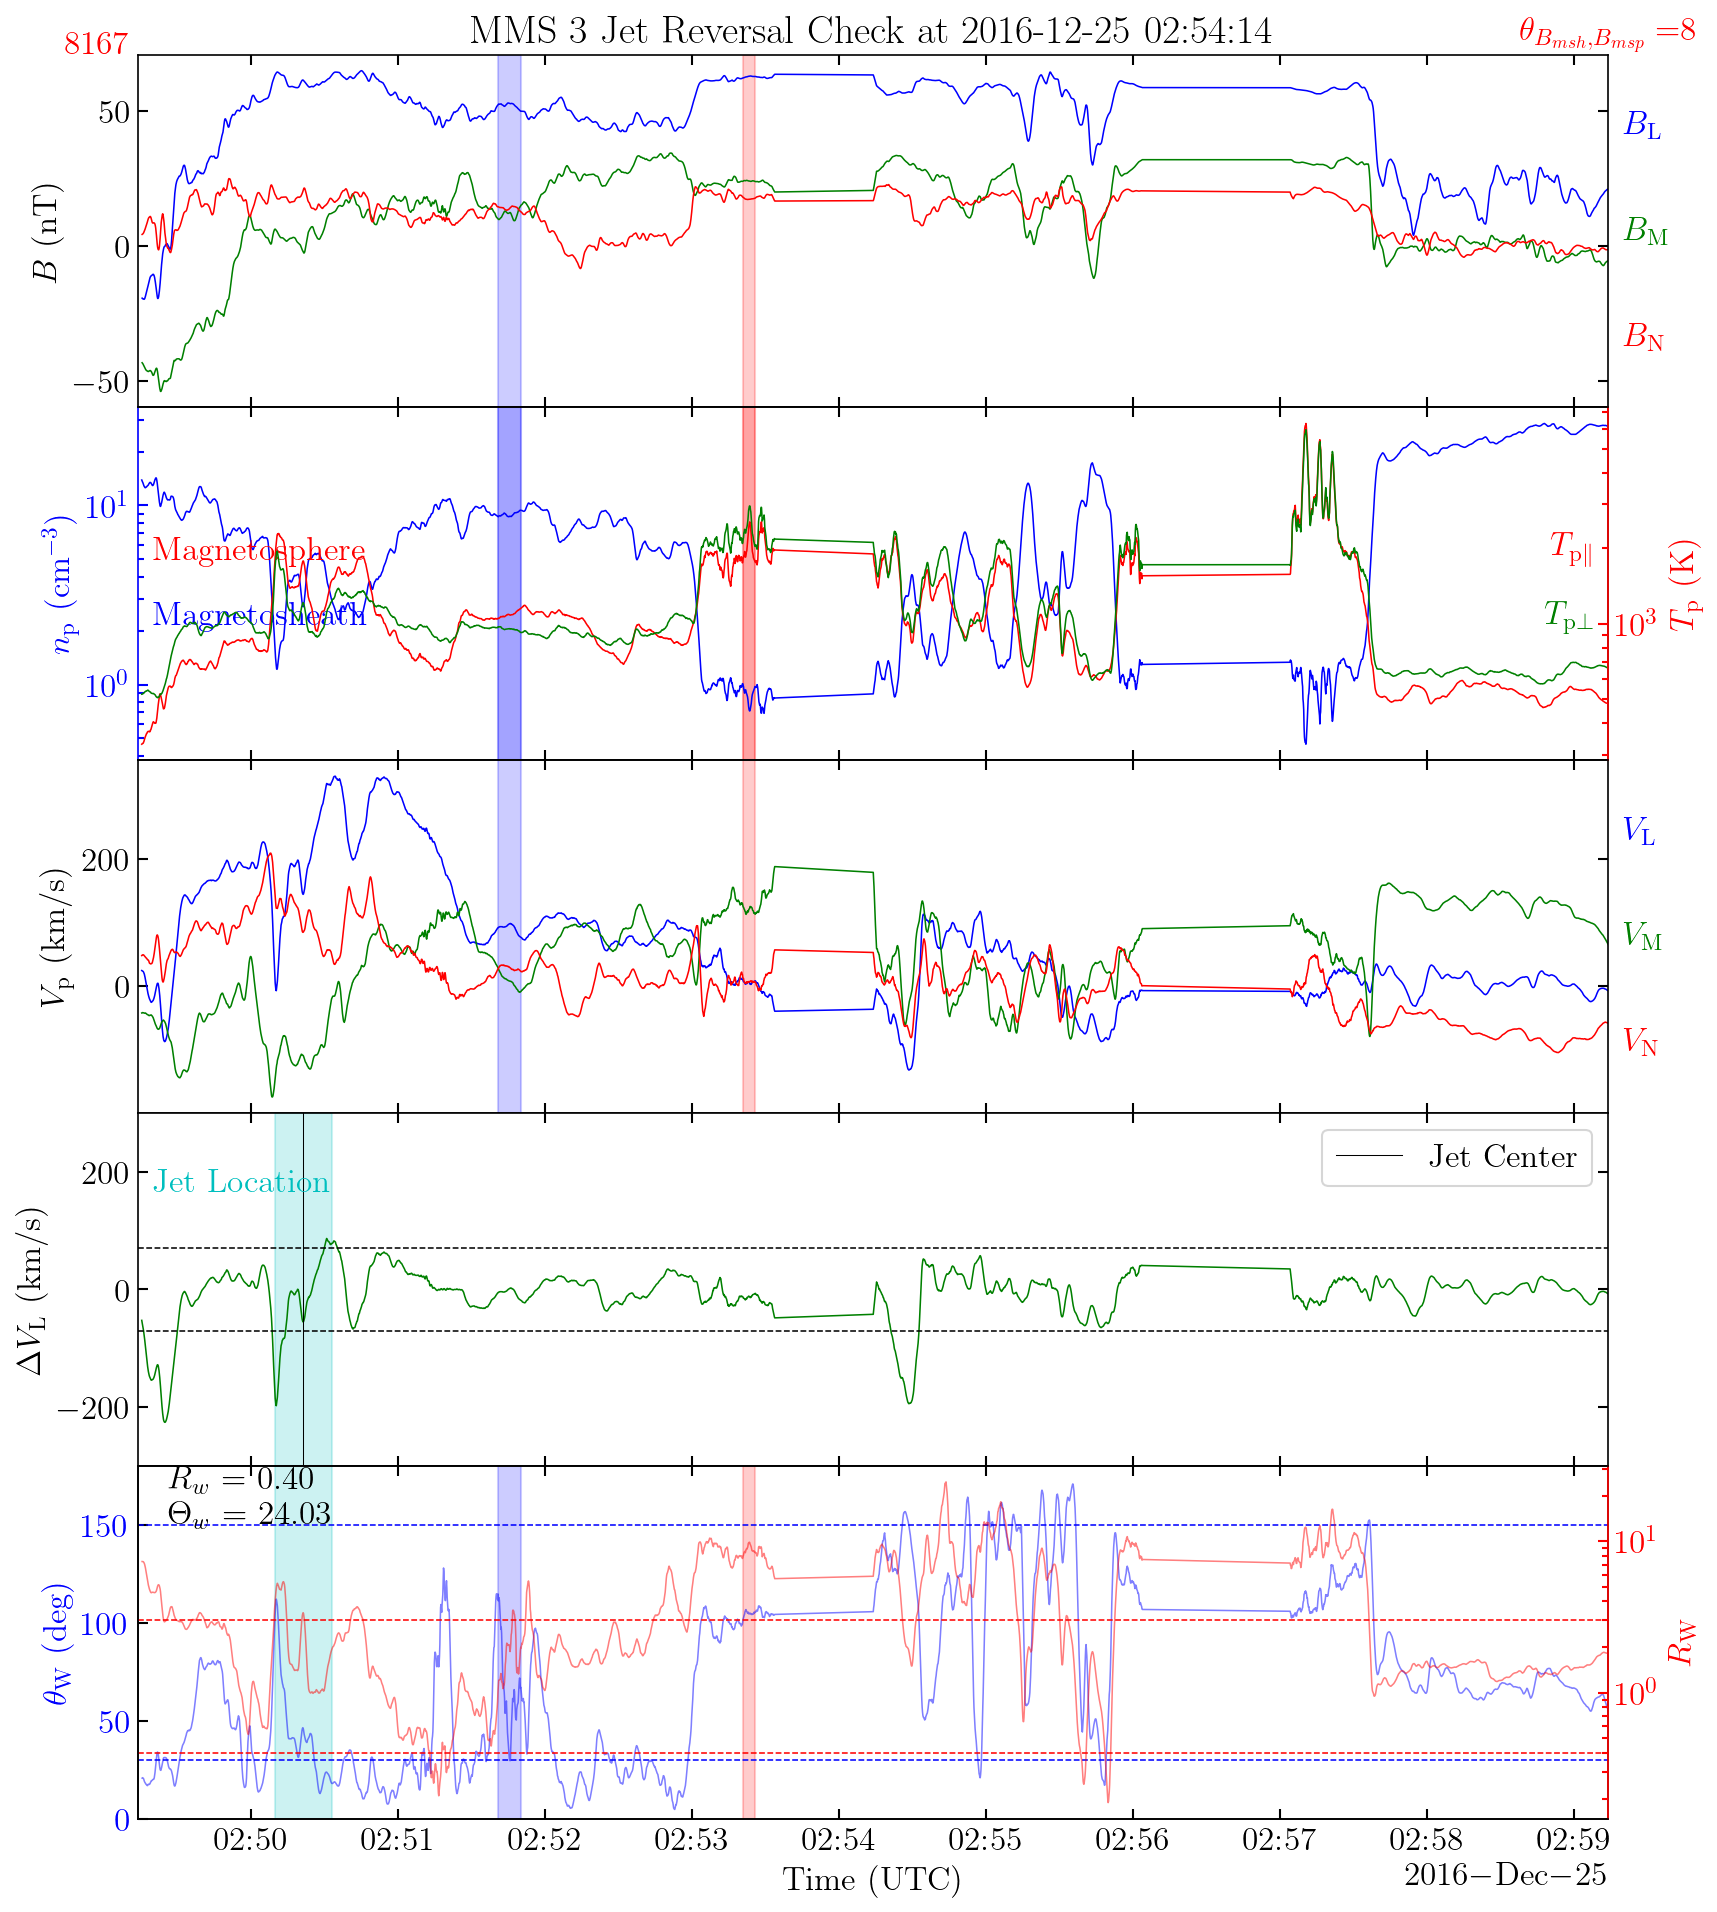 MMS 3 Jet Reversal Check at 2016-12-25 02:54:14
8167
θ_{B_{msh},B_{msp}} =8
50
0
−50
B (nT)
B_L
B_M
B_N
10^1
10^0
n_p (cm^{−3})
Magnetosphere
Magnetosheath
T_{p∥}
T_{p⊥}
10^3
T_p (K)
200
0
V_p (km/s)
V_L
V_M
V_N
200
0
−200
ΔV_L (km/s)
Jet Location
Jet Center
R_w = 0.40
Θ_w = 24.03
150
100
50
0
θ_W (deg)
10^1
10^0
R_W
02:50 02:51 02:52 02:53 02:54 02:55 02:56 02:57 02:58 02:59
Time (UTC)
2016−Dec−25